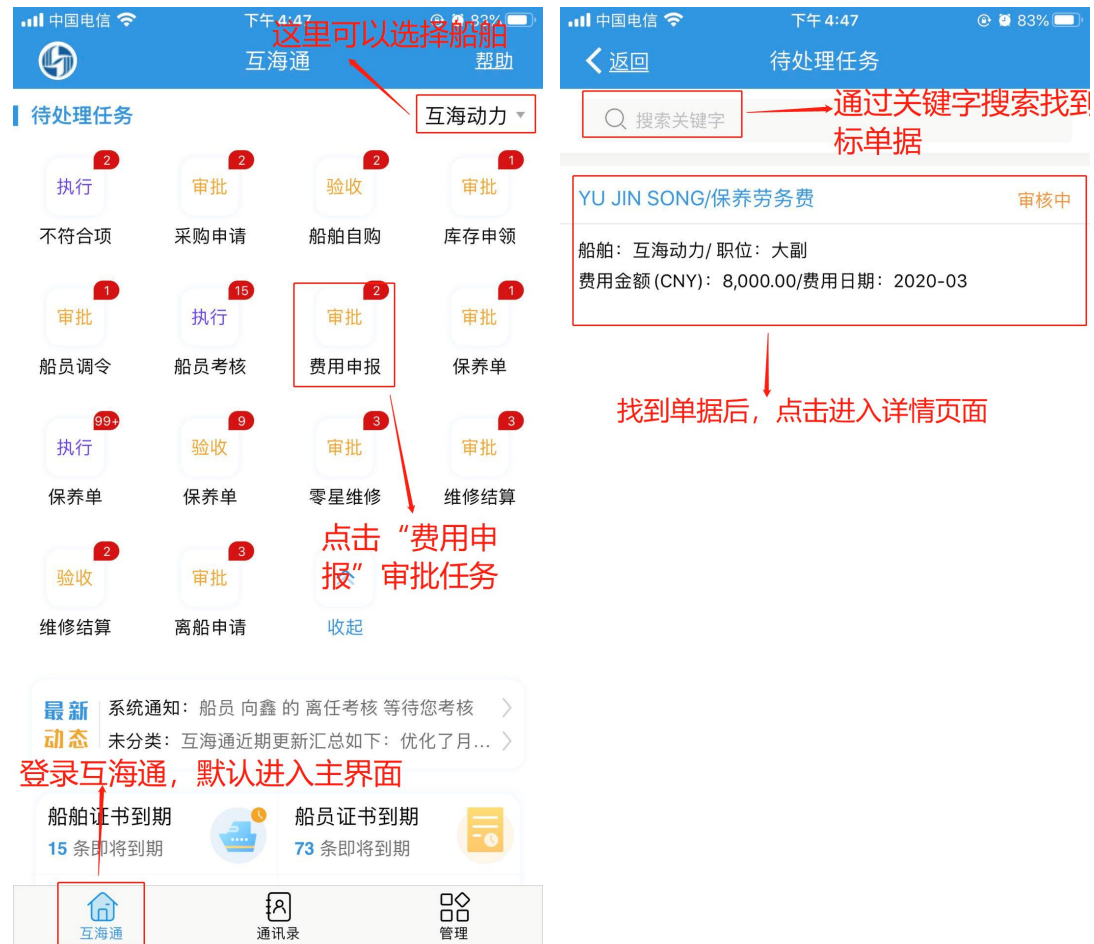 中国电信 下午 4:47 83%
这里可以选择船舶
互海通 帮助
待处理任务 互海动力
2 2 2 1
执行 审批 验收 审批
不符合项 采购申请 船舶自购 库存申领
1 15 2 1
审批 执行 审批 审批
船员调令 船员考核 费用申报 保养单
99+ 9 3 3
执行 验收 审批 审批
保养单 保养单 零星维修 维修结算
点击“费用申
报”审批任务
2 3
验收 审批
维修结算 离船申请 收起
最新
动态
系统通知：船员 向鑫 的 离任考核 等待您考核
未分类：互海通近期更新汇总如下：优化了月...
登录互海通，默认进入主界面
船舶证书到期 船员证书到期
15 条即将到期 73 条即将到期
互海通 通讯录 管理
中国电信 下午 4:47 83%
返回 待处理任务
搜索关键字
通过关键字搜索找到
标单据
YU JIN SONG/保养劳务费 审核中
船舶：互海动力/ 职位：大副
费用金额 (CNY)：8,000.00/费用日期：2020-03
找到单据后，点击进入详情页面